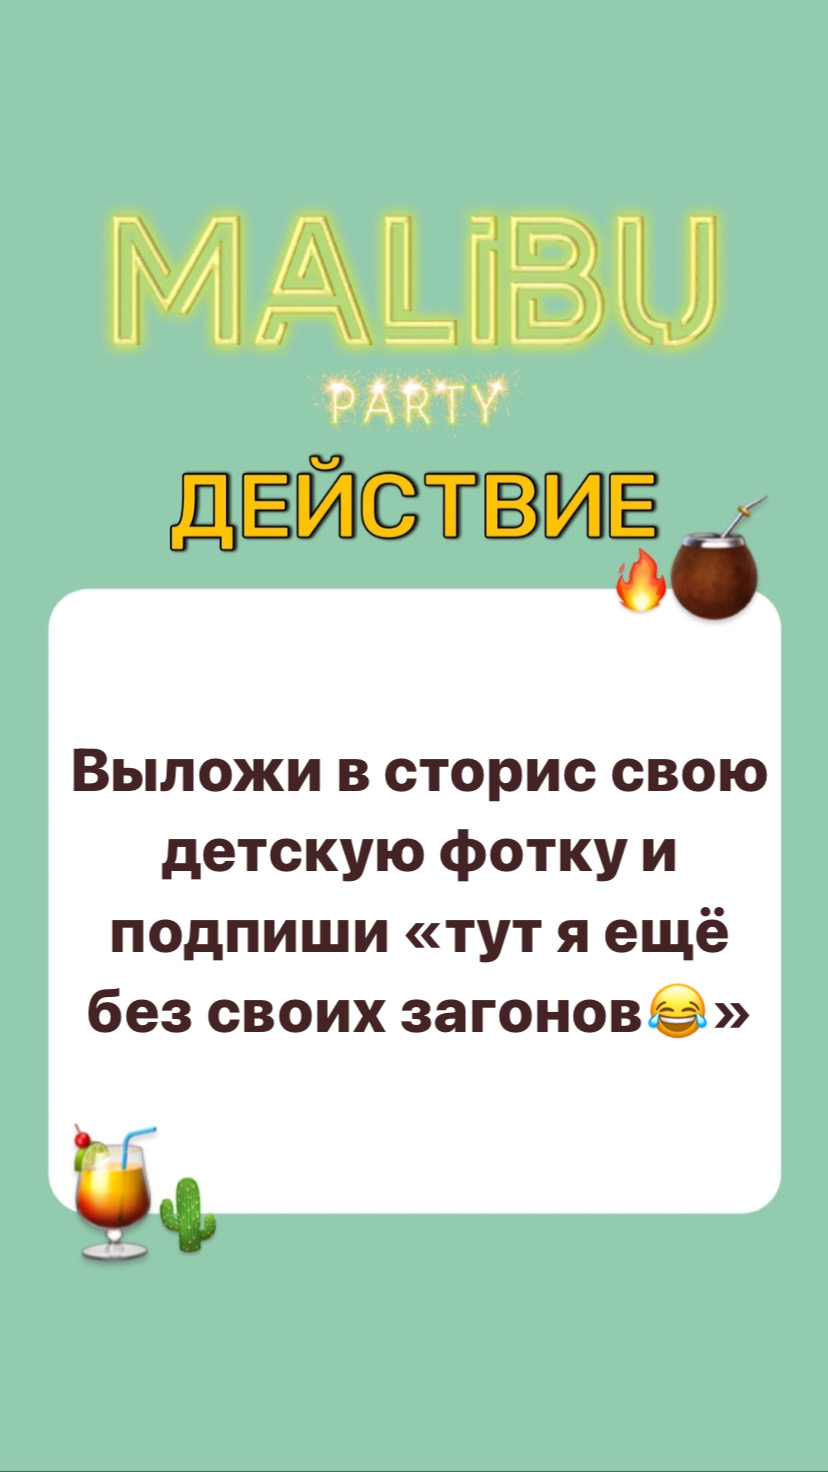 MALiBU
PARTY
ДЕЙСТВИЕ
Выложи в сторис свою
детскую фотку и
подпиши «тут я ещё
без своих загонов😂»